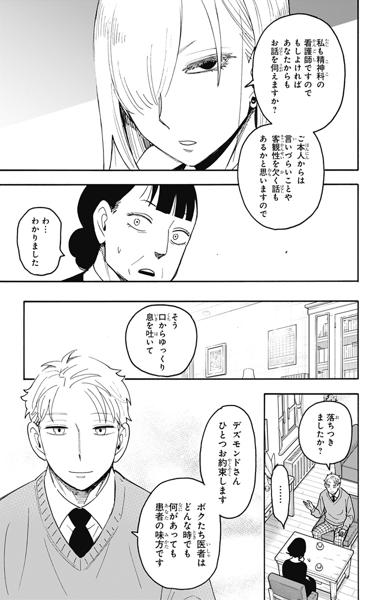 私も精神科の
看護師ですので
もしよければ
あなたからも
お話を伺えますか？
ご本人からは
言いづらいことや
客観性を欠く話も
あるかと思いますので
わ…
わかりました
そう
口からゆっくり
息を吐いて
落ちつき
ましたか？
……
デズモンドさん
ひとつお約束します
ボクたち医者は
どんな時でも
何があっても
患者の味方です